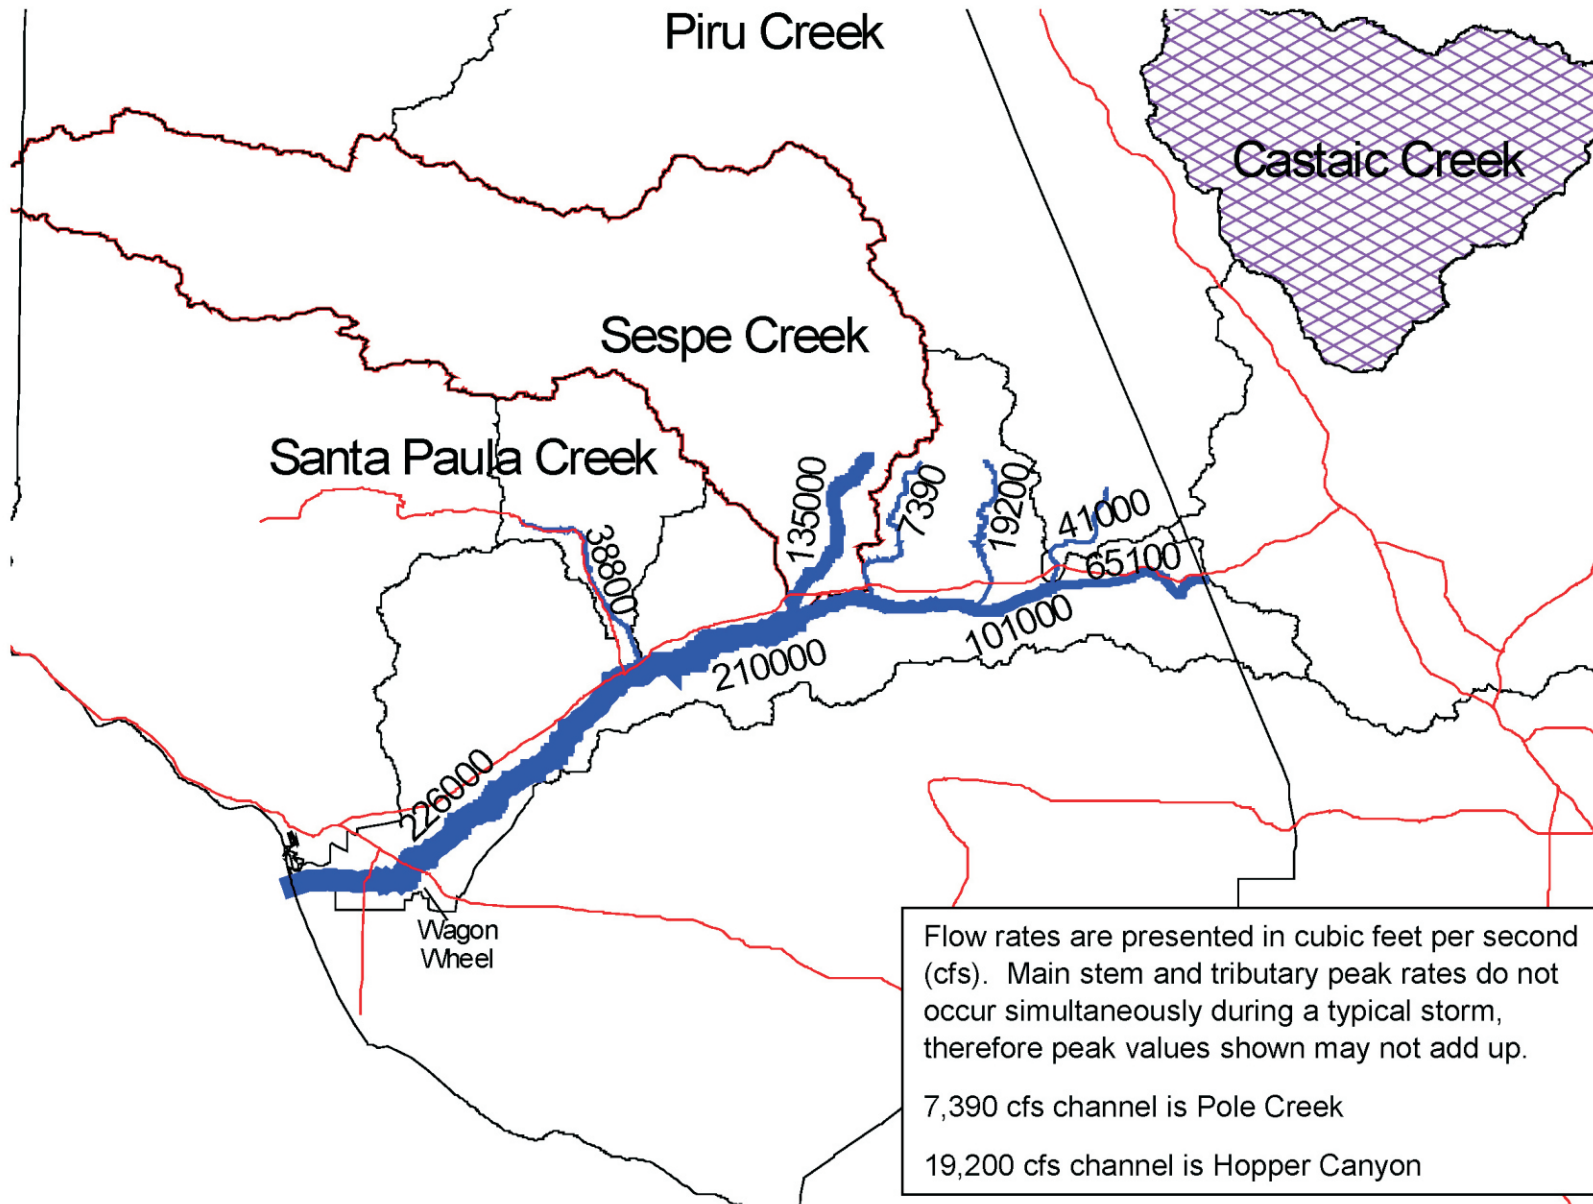 Piru Creek
Castaic Creek
Sespe Creek
Santa Paula Creek
135000
7390
19200
41000
65100
38800
101000
210000
226000
Wagon
Wheel
Flow rates are presented in cubic feet per second
(cfs).  Main stem and tributary peak rates do not
occur simultaneously during a typical storm,
therefore peak values shown may not add up.
7,390 cfs channel is Pole Creek
19,200 cfs channel is Hopper Canyon